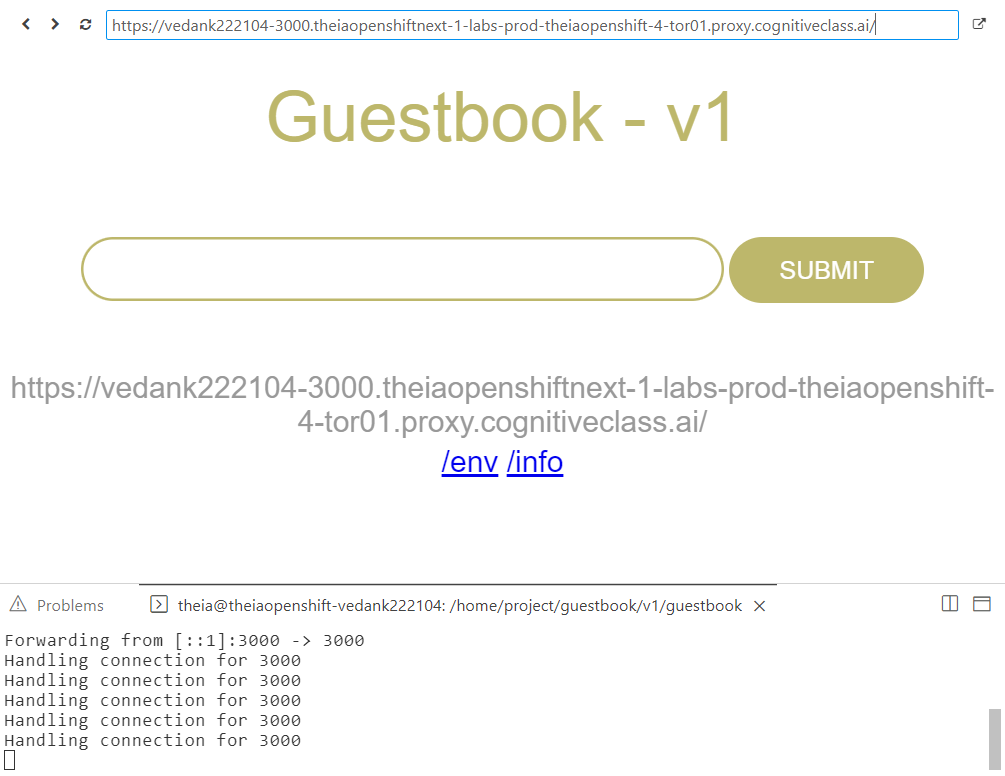 https://vedank222104-3000.theiaopenshiftnext-1-labs-prod-theiaopenshift-4-tor01.proxy.cognitiveclass.ai/
Guestbook - v1
SUBMIT
https://vedank222104-3000.theiaopenshiftnext-1-labs-prod-theiaopenshift-
4-tor01.proxy.cognitiveclass.ai/
/env /info
Problems
theia@theiaopenshift-vedank222104: /home/project/guestbook/v1/guestbook
Forwarding from [::1]:3000 -> 3000
Handling connection for 3000
Handling connection for 3000
Handling connection for 3000
Handling connection for 3000
Handling connection for 3000